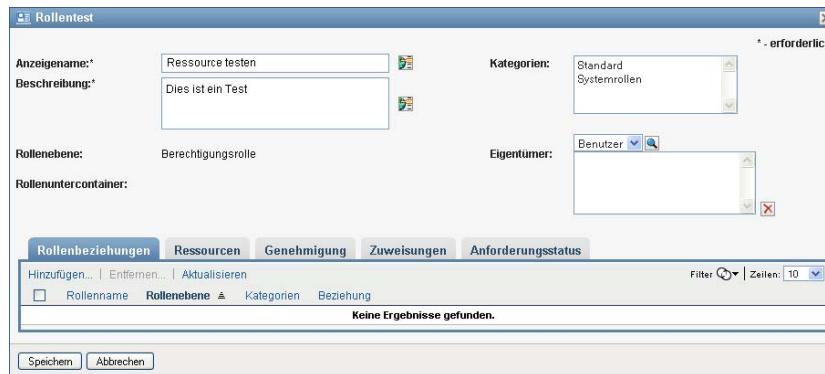 Rollentest
* - erforderlic
Anzeigename:* Ressource testen Kategorien: Standard
Systemrollen
Beschreibung:* Dies ist ein Test
Rollenebene: Berechtigungsrolle Eigentümer: Benutzer
Rollenuntercontainer:
Rollenbeziehungen Ressourcen Genehmigung Zuweisungen Anforderungsstatus
Hinzufügen... | Entfernen... | Aktualisieren Filter | Zeilen: 10
Rollenname Rollenebene Kategorien Beziehung
Keine Ergebnisse gefunden.
Speichern Abbrechen